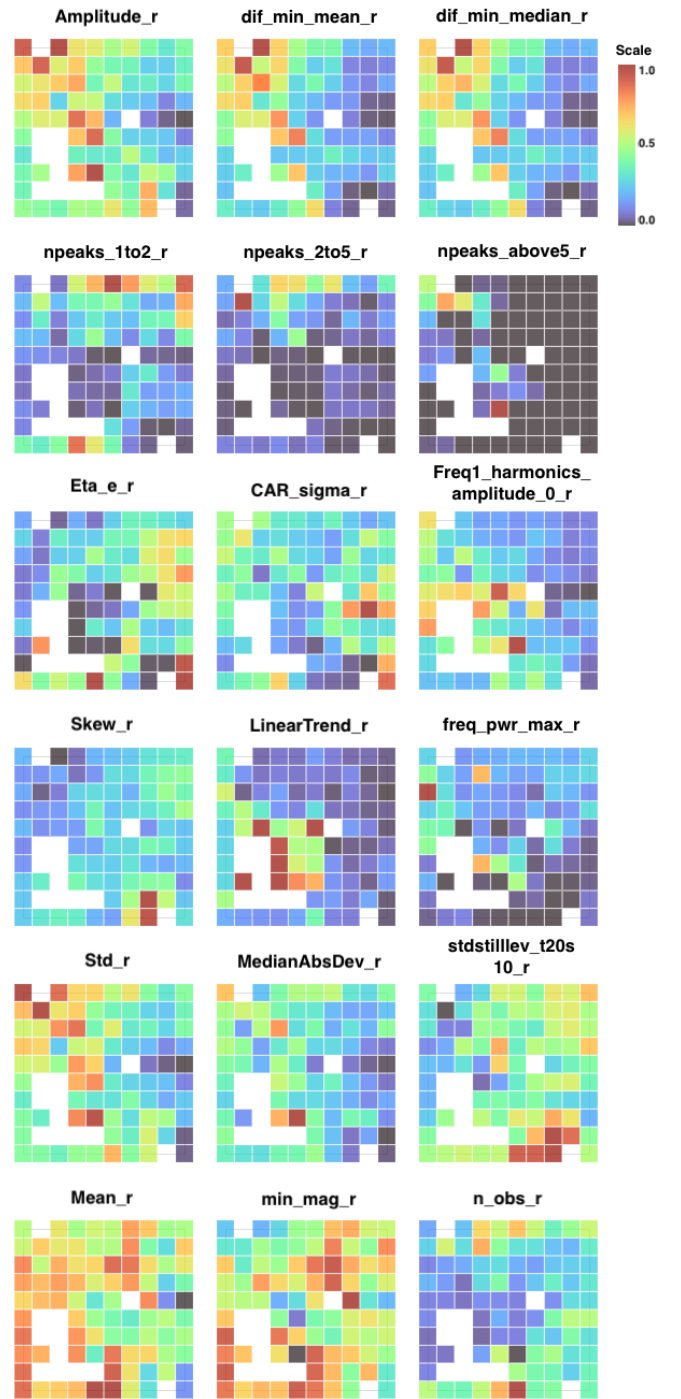 Amplitude_r
dif_min_mean_r
dif_min_median_r
Scale
1.0
0.5
0.0
npeaks_1to2_r
npeaks_2to5_r
npeaks_above5_r
Eta_e_r
CAR_sigma_r
Freq1_harmonics_
amplitude_0_r
Skew_r
LinearTrend_r
freq_pwr_max_r
Std_r
MedianAbsDev_r
stdstilllev_t20s
10_r
Mean_r
min_mag_r
n_obs_r